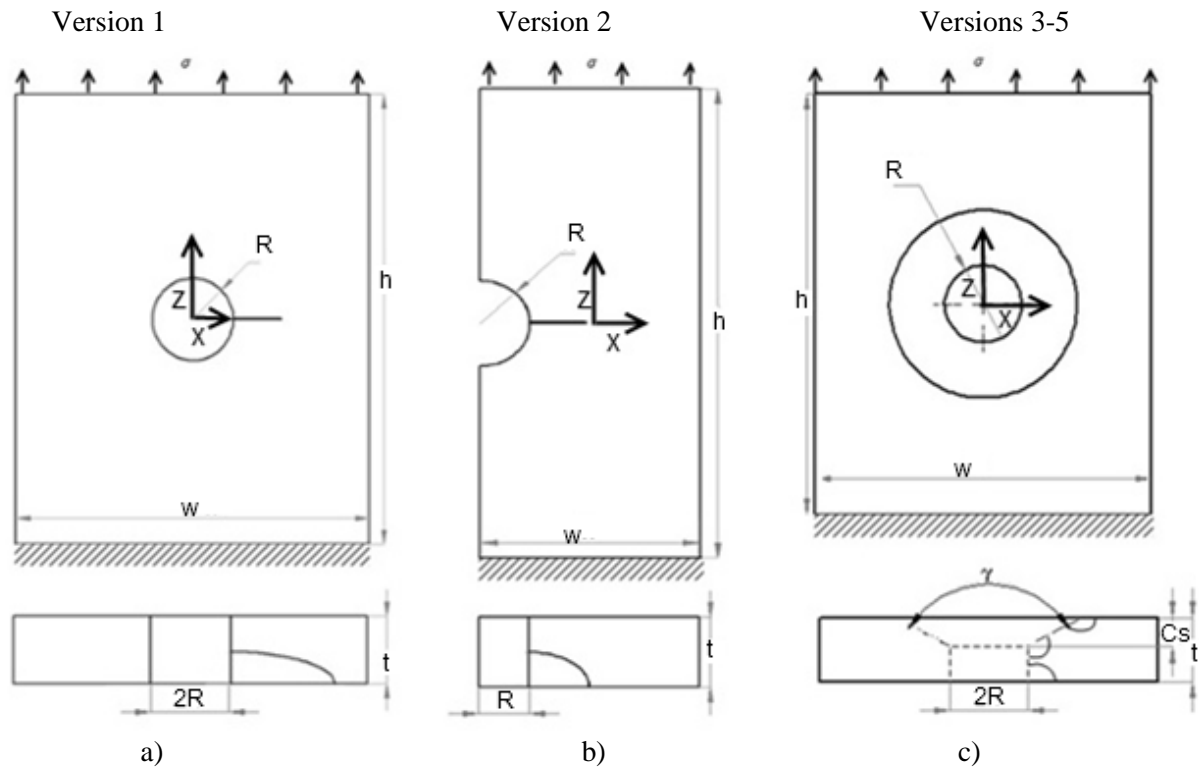 Version 1
Version 2
Versions 3-5
σ
σ
σ
R
Z
X
h
w
R
Z
X
h
w
R
Z
X
h
w
t
2R
t
R
γ
Cs
t
2R
a)
b)
c)